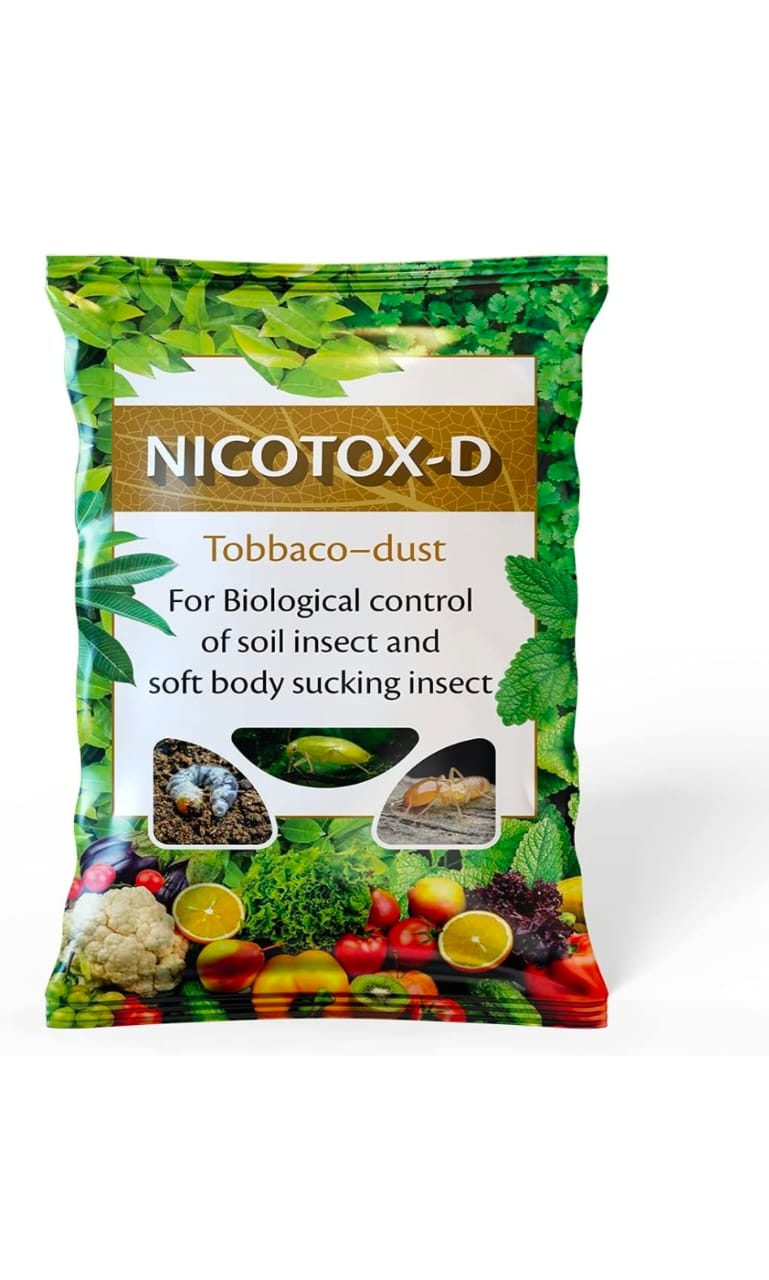 NICOTOX-D
Tobbaco–dust
For Biological control
of soil insect and
soft body sucking insect